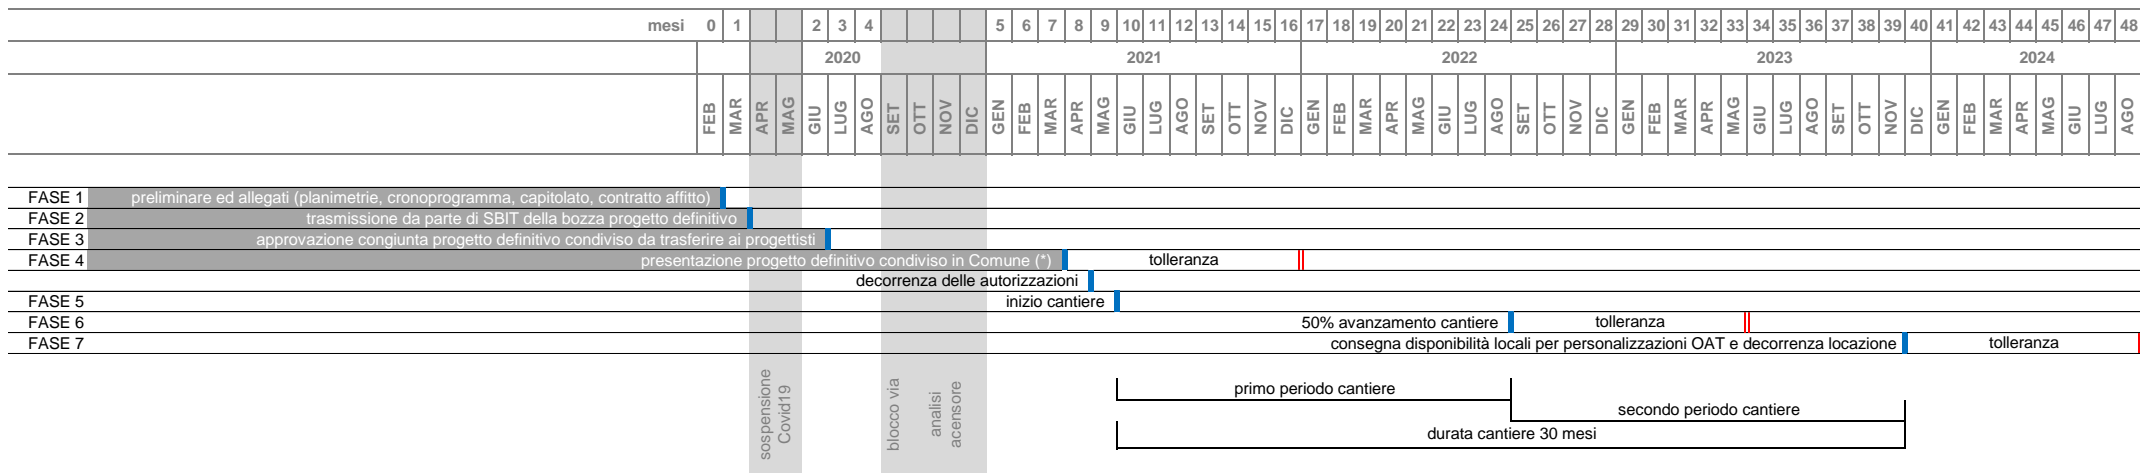 mesi 0 1 2 3 4 5 6 7 8 9 10 11 12 13 14 15 16 17 18 19 20 21 22 23 24 25 26 27 28 29 30 31 32 33 34 35 36 37 38 39 40 41 42 43 44 45 46 47 48
2020 2021 2022 2023 2024
FEB MAR APR MAG GIU LUG AGO SET OTT NOV DIC GEN FEB MAR APR MAG GIU LUG AGO SET OTT NOV DIC GEN FEB MAR APR MAG GIU LUG AGO SET OTT NOV DIC GEN FEB MAR APR MAG GIU LUG AGO SET OTT NOV DIC GEN FEB MAR APR MAG GIU LUG AGO
FASE 1 preliminare ed allegati (planimetrie, cronoprogramma, capitolato, contratto affitto)
FASE 2 trasmissione da parte di SBIT della bozza progetto definitivo
FASE 3 approvazione congiunta progetto definitivo condiviso da trasferire ai progettisti
FASE 4 presentazione progetto definitivo condiviso in Comune (*) tolleranza
decorrenza delle autorizzazioni
FASE 5 inizio cantiere
FASE 6 50% avanzamento cantiere tolleranza
FASE 7 consegna disponibilità locali per personalizzazioni OAT e decorrenza locazione tolleranza
sospensione
Covid19
blocco via
analisi
acensore
primo periodo cantiere
secondo periodo cantiere
durata cantiere 30 mesi